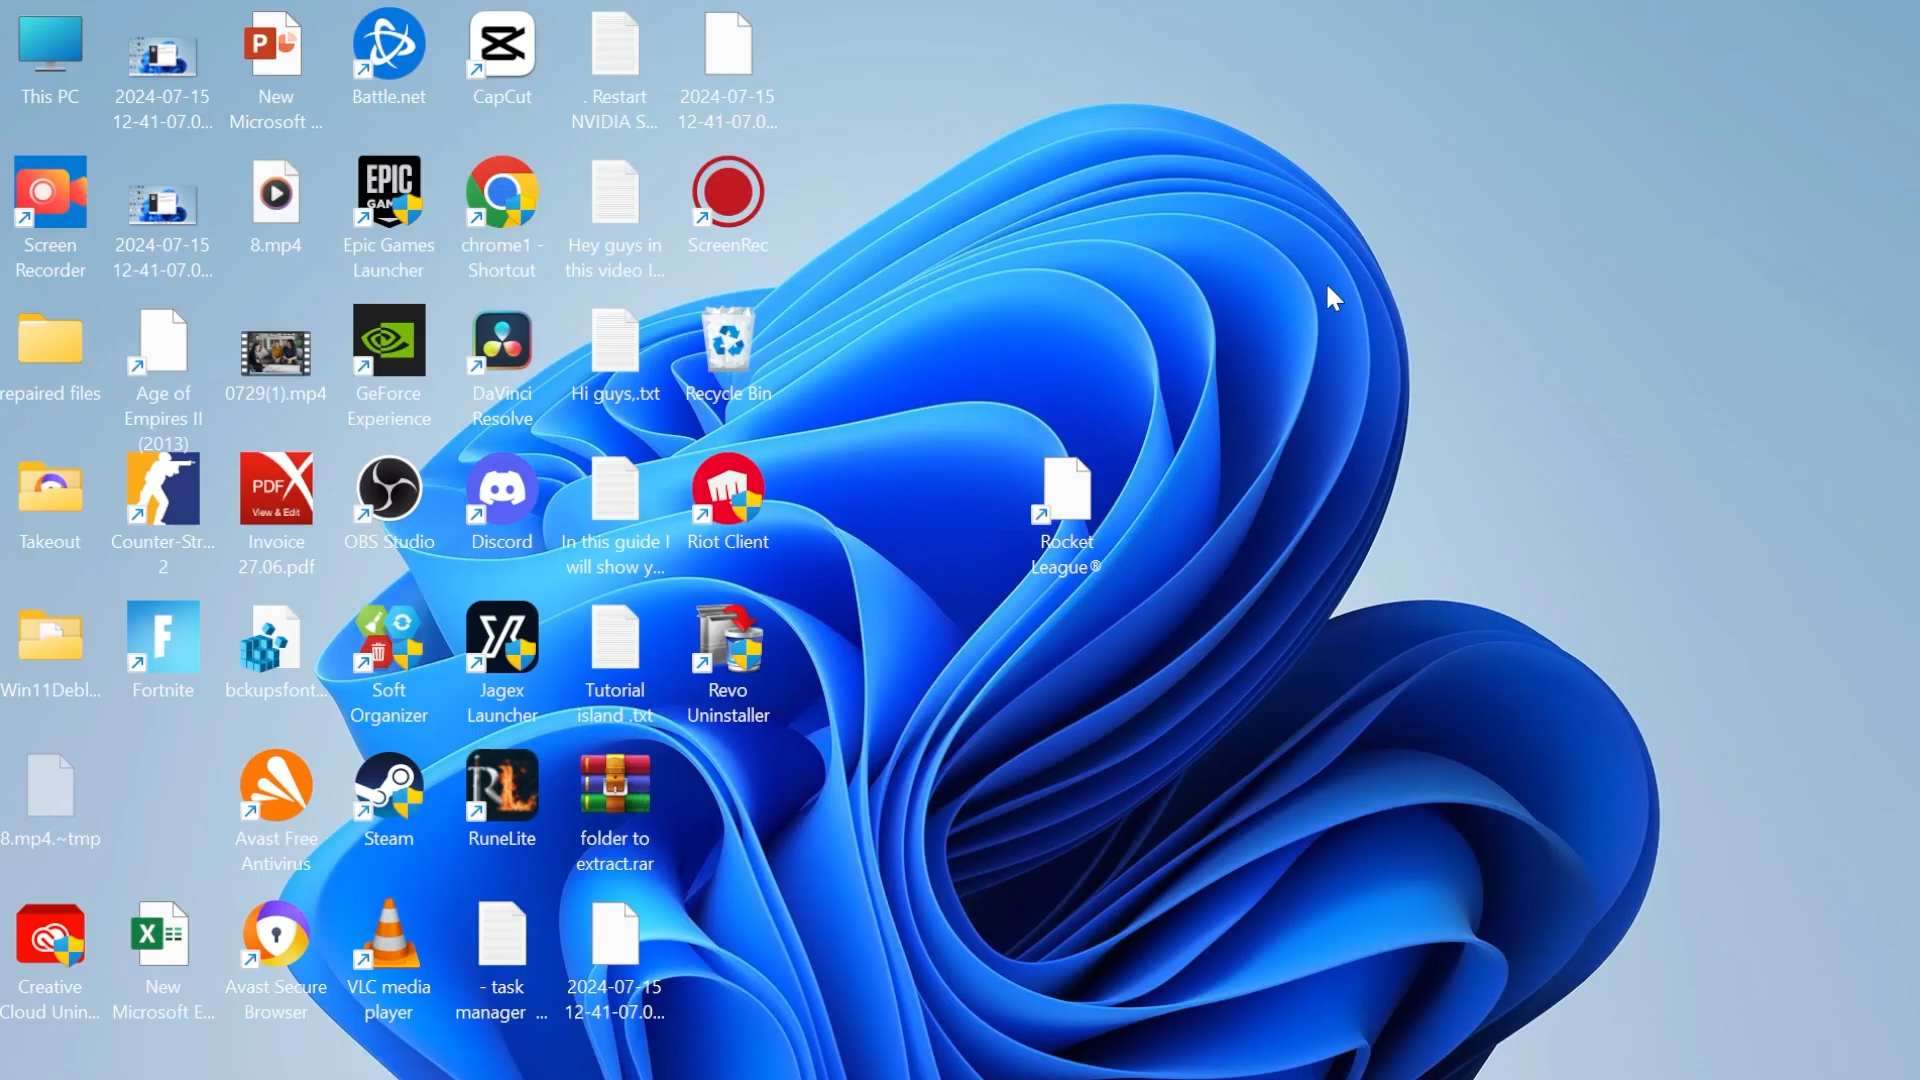 This PC
2024-07-15
12-41-07.0...
New
Microsoft ...
Battle.net
CapCut
. Restart
NVIDIA S...
2024-07-15
12-41-07.0...
Screen
Recorder
2024-07-15
12-41-07.0...
8.mp4
EPIC
GAM
Epic Games
Launcher
chrome1 -
Shortcut
Hey guys in
this video I...
ScreenRec
repaired files
Age of
Empires II
(2013)
0729(1).mp4
GeForce
Experience
DaVinci
Resolve
Hi guys,.txt
Recycle Bin
Takeout
Counter-Str...
2
PDF
View & Edit
Invoice
27.06.pdf
OBS Studio
Discord
In this guide I
will show y...
Riot Client
Rocket
League®
Win11Debl...
Fortnite
bckupsfont...
Soft
Organizer
Jagex
Launcher
Tutorial
island .txt
Revo
Uninstaller
8.mp4.~tmp
Avast Free
Antivirus
Steam
RuneLite
folder to
extract.rar
Creative
Cloud Unin...
New
Microsoft E...
Avast Secure
Browser
VLC media
player
- task
manager ...
2024-07-15
12-41-07.0...